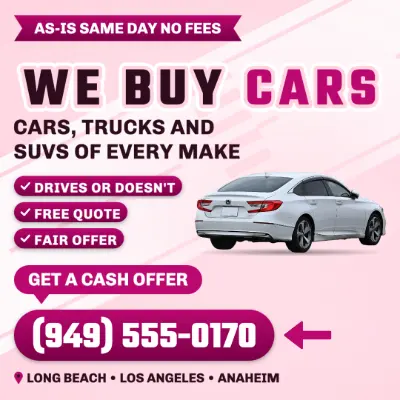 AS-IS SAME DAY NO FEES
WE BUY CARS
CARS, TRUCKS AND
SUVS OF EVERY MAKE
DRIVES OR DOESN'T
FREE QUOTE
FAIR OFFER
GET A CASH OFFER
(949) 555-0170
LONG BEACH • LOS ANGELES • ANAHEIM